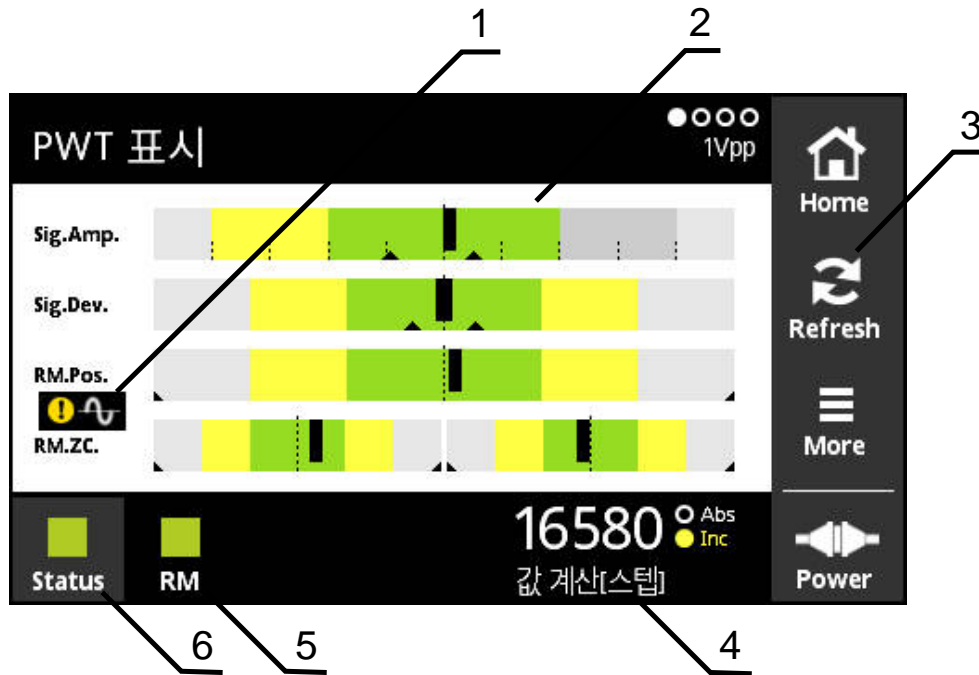 1
2
3
PWT 표시
1Vpp
Home
Sig.Amp.
Sig.Dev.
Refresh
RM.Pos.
RM.ZC.
More
16580
Abs
Inc
값 계산[스텝]
Status
RM
Power
6
5
4